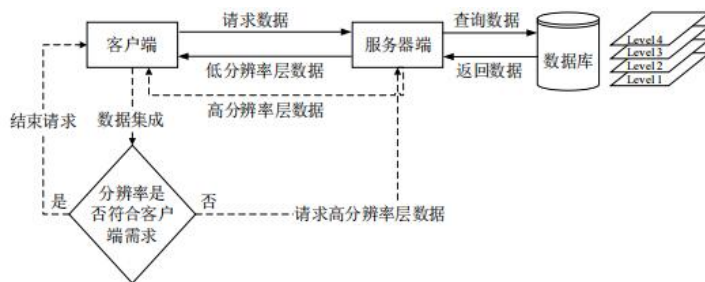 请求数据
查询数据
客户端
服务器端
数据库
Level 4
Level 3
Level 2
Level 1
低分辨率层数据
返回数据
高分辨率层数据
结束请求
数据集成
是
分辨率是
否符合客户
端需求
否
请求高分辨率层数据